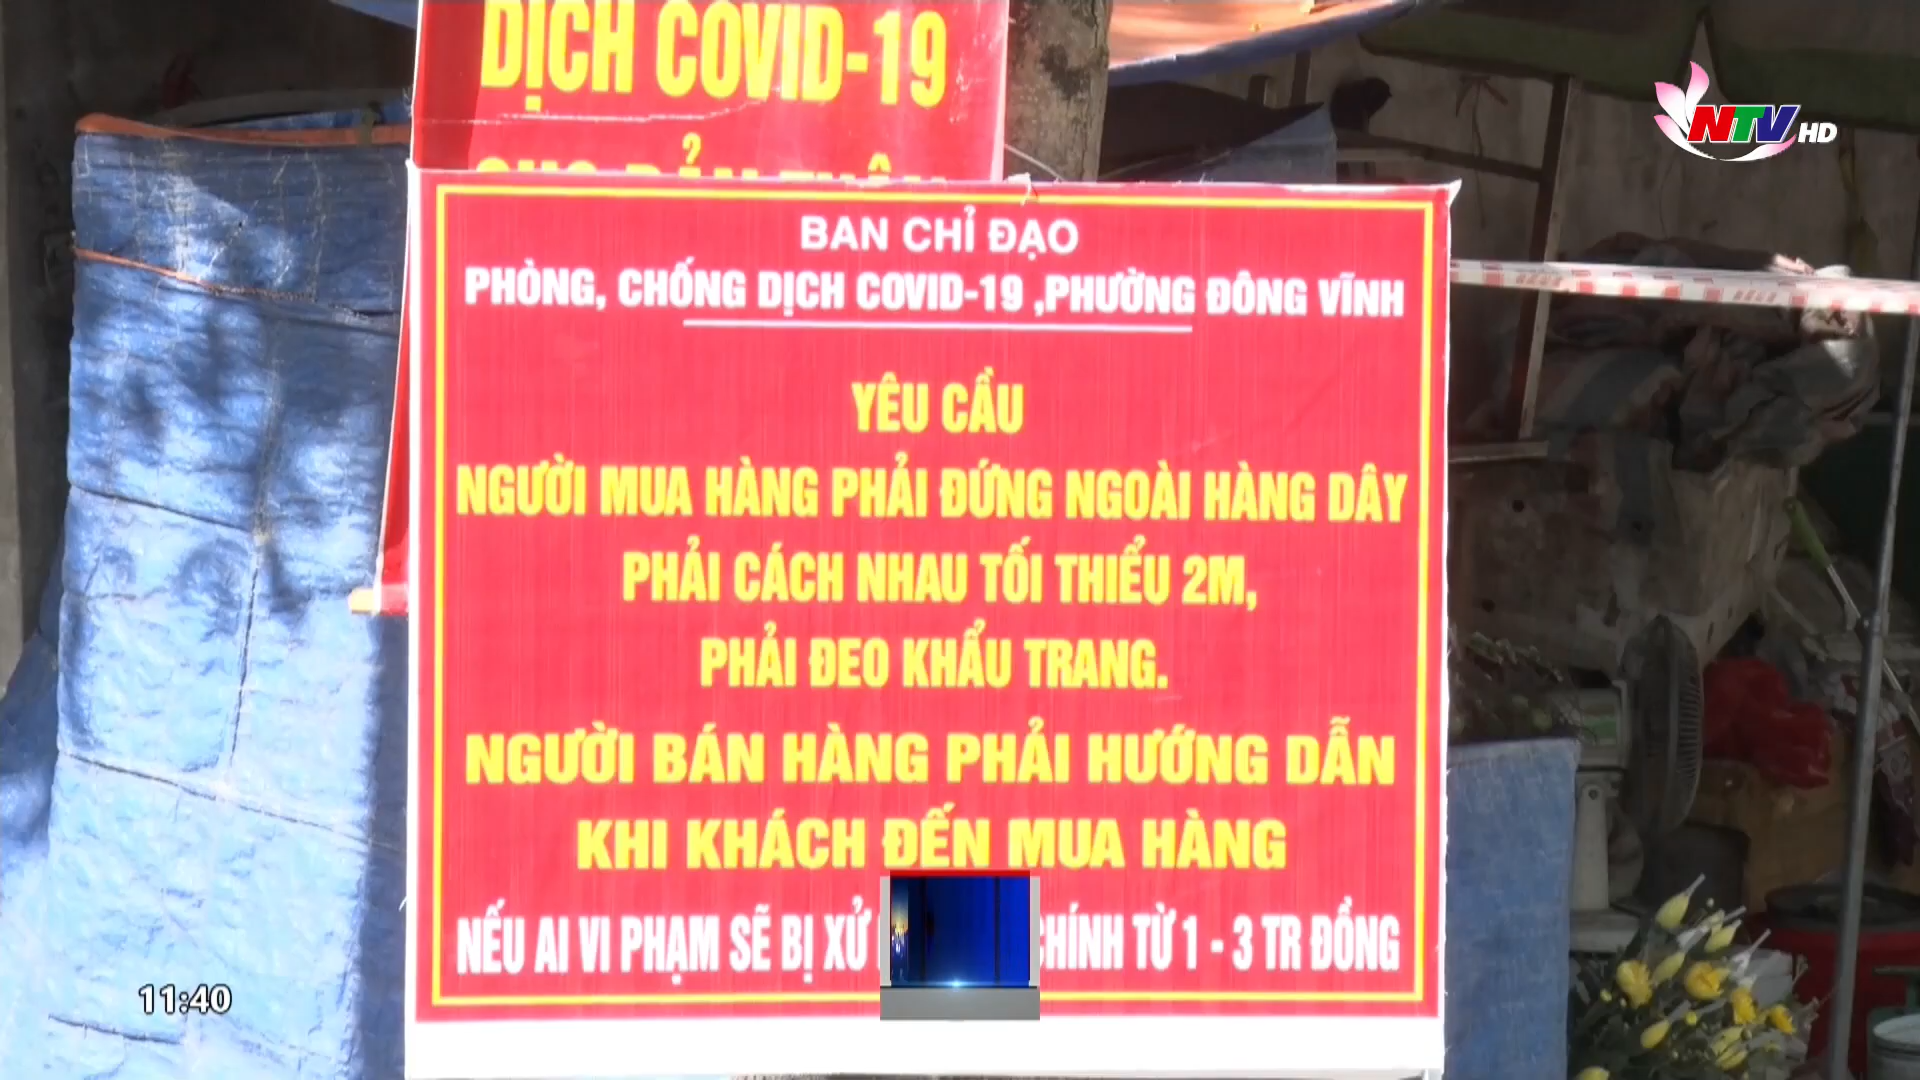 DỊCH COVID-19
NTV HD
BAN CHỈ ĐẠO
PHÒNG, CHỐNG DỊCH COVID-19 ,PHƯỜNG ĐÔNG VĨNH
YÊU CẦU
NGƯỜI MUA HÀNG PHẢI ĐỨNG NGOÀI HÀNG DÂY
PHẢI CÁCH NHAU TỐI THIỂU 2M,
PHẢI ĐEO KHẨU TRANG.
NGƯỜI BÁN HÀNG PHẢI HƯỚNG DẪN
KHI KHÁCH ĐẾN MUA HÀNG
NẾU AI VI PHẠM SẼ BỊ XỬ CHÍNH TỪ 1 - 3 TR ĐỒNG
11:40